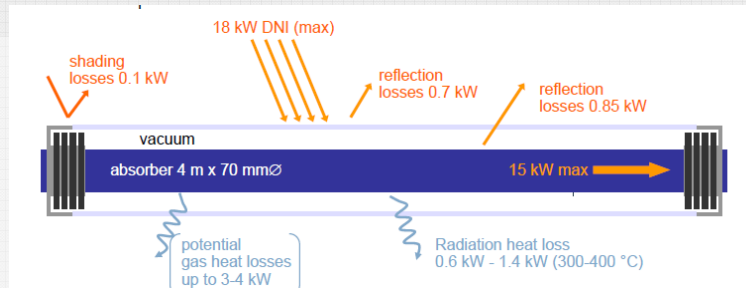 18 kW DNI (max)
shading
losses 0.1 kW
reflection
losses 0.7 kW
reflection
losses 0.85 kW
vacuum
absorber 4 m x 70 mmØ
15 kW max
potential
gas heat losses
up to 3-4 kW
Radiation heat loss
0.6 kW - 1.4 kW (300-400 °C)